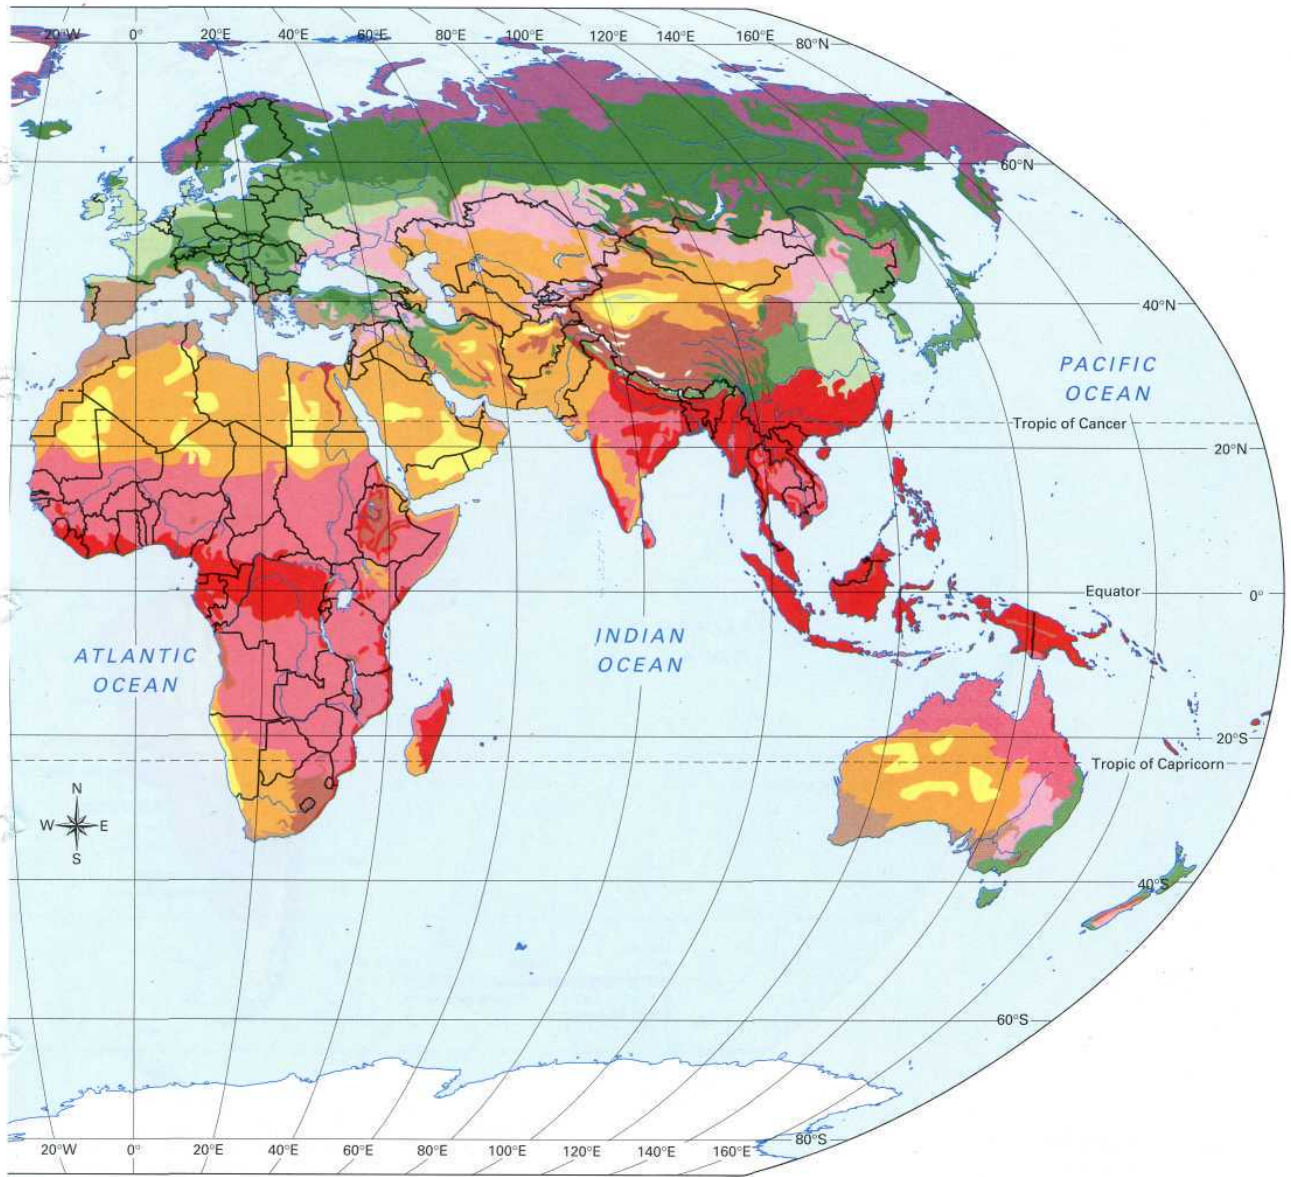 20°W 0° 20°E 40°E 60°E 80°E 100°E 120°E 140°E 160°E 80°N
60°N
40°N
PACIFIC
OCEAN
Tropic of Cancer
20°N
Equator 0°
INDIAN
OCEAN
ATLANTIC
OCEAN
20°S
Tropic of Capricorn
N
W E
S
40°S
60°S
80°S
20°W 0° 20°E 40°E 60°E 80°E 100°E 120°E 140°E 160°E